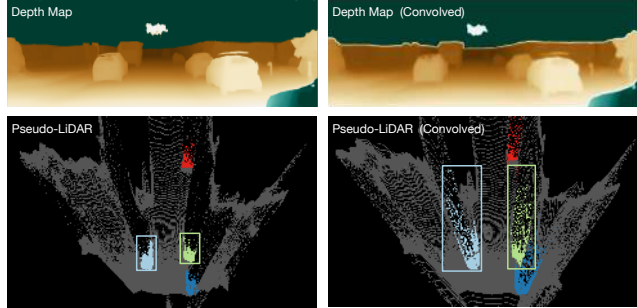 Depth Map
Depth Map (Convolved)
Pseudo-LiDAR
Pseudo-LiDAR (Convolved)